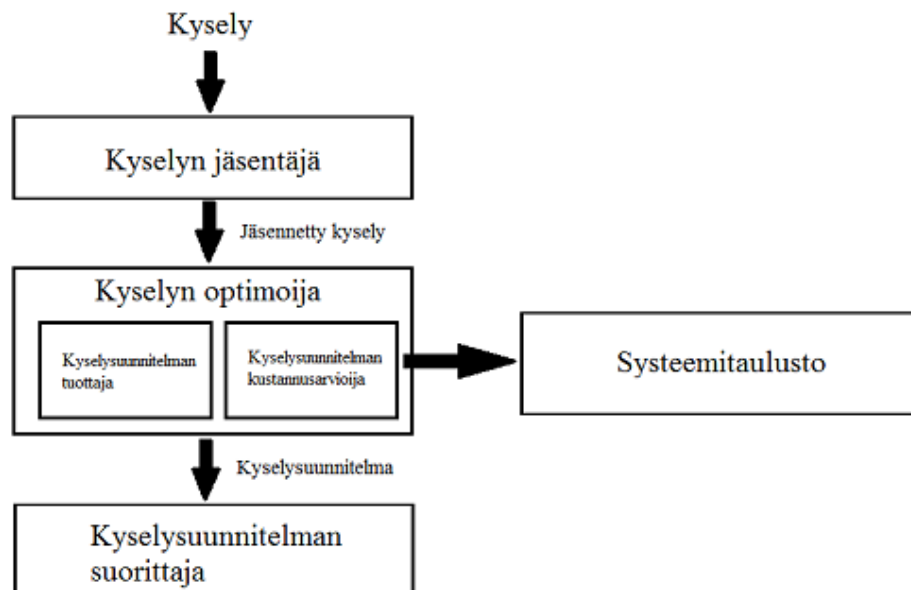 Kysely
Kyselyn jäsentäjä
Jäsennetty kysely
Kyselyn optimoija
Kyselysuunnitelman
tuottaja
Kyselysuunnitelman
kustannusarvioija
Systeemitaulusto
Kyselysuunnitelma
Kyselysuunnitelman
suorittaja